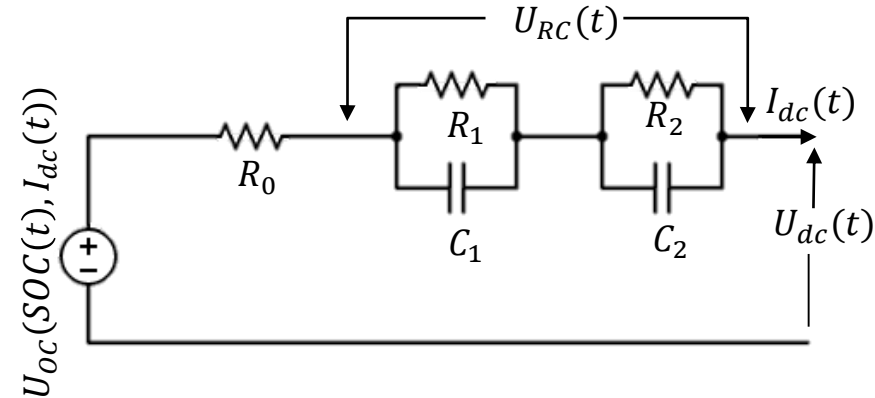 U_{RC}(t)
I_{dc}(t)
R_1
R_2
R_0
C_1
C_2
U_{dc}(t)
U_{OC}(SOC(t), I_{dc}(t))
+
−